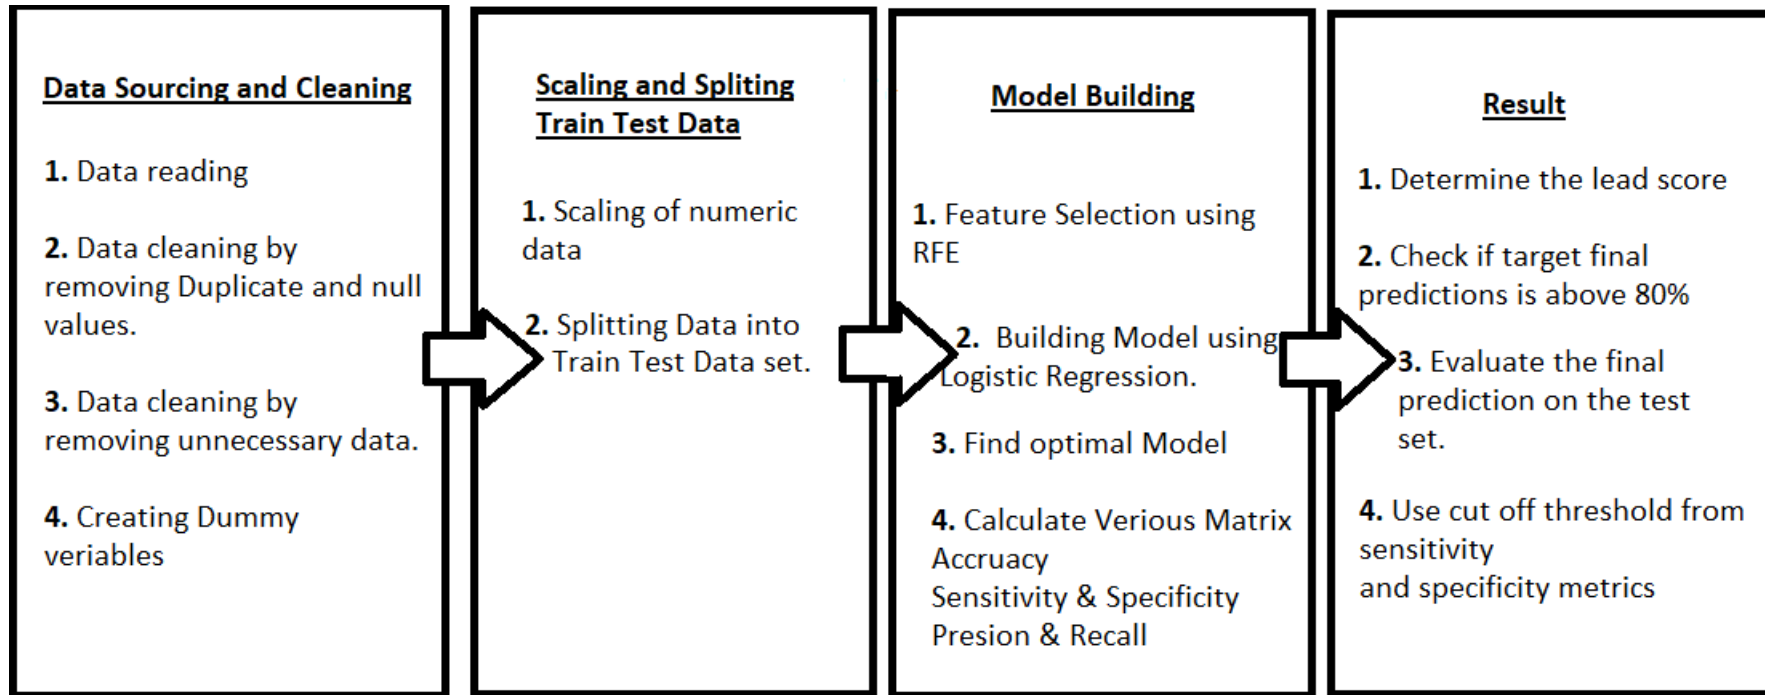 Data Sourcing and Cleaning
1. Data reading
2. Data cleaning by
removing Duplicate and null
values.
3. Data cleaning by
removing unnecessary data.
4. Creating Dummy
veriables
Scaling and Spliting
Train Test Data
1. Scaling of numeric
data
2. Splitting Data into
Train Test Data set.
Model Building
1. Feature Selection using
RFE
2. Building Model using
Logistic Regression.
3. Find optimal Model
4. Calculate Verious Matrix
Accruacy
Sensitivity & Specificity
Presion & Recall
Result
1. Determine the lead score
2. Check if target final
predictions is above 80%
3. Evaluate the final
prediction on the test
set.
4. Use cut off threshold from
sensitivity
and specificity metrics